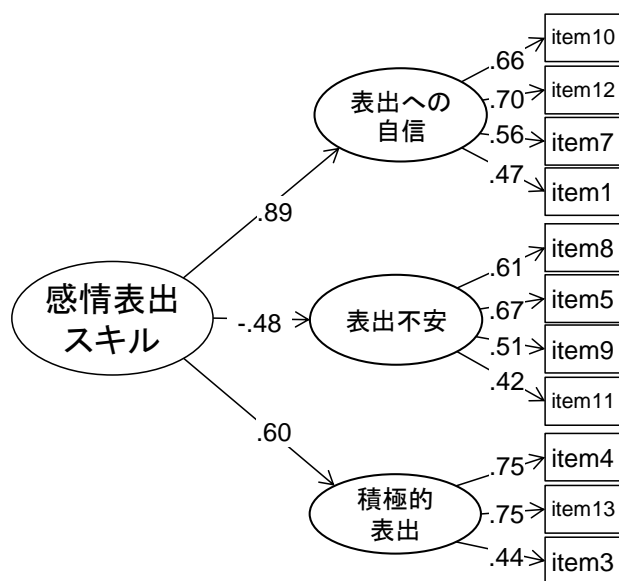 item10
.66
表出への
自信
.70
item12
.56
item7
.47
item1
.89
感情表出
スキル
-.48
表出不安
.61
item8
.67
item5
.51
item9
.42
item11
.60
積極的
表出
.75
item4
.75
item13
.44
item3